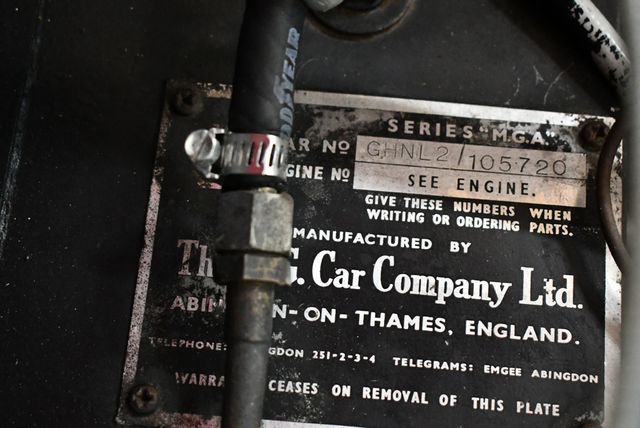 SERIES "M.G.A."
AR NO GHNL2/105720
GINE NO SEE ENGINE.
GIVE THESE NUMBERS WHEN
WRITING OR ORDERING PARTS.
MANUFACTURED BY
Th G. Car Company Ltd.
ABIN N-ON-THAMES, ENGLAND.
TELEPHONE: GDON 251-2-3-4 TELEGRAMS: EMGEE ABINGDON
WARRA CEASES ON REMOVAL OF THIS PLATE
OODYEAR